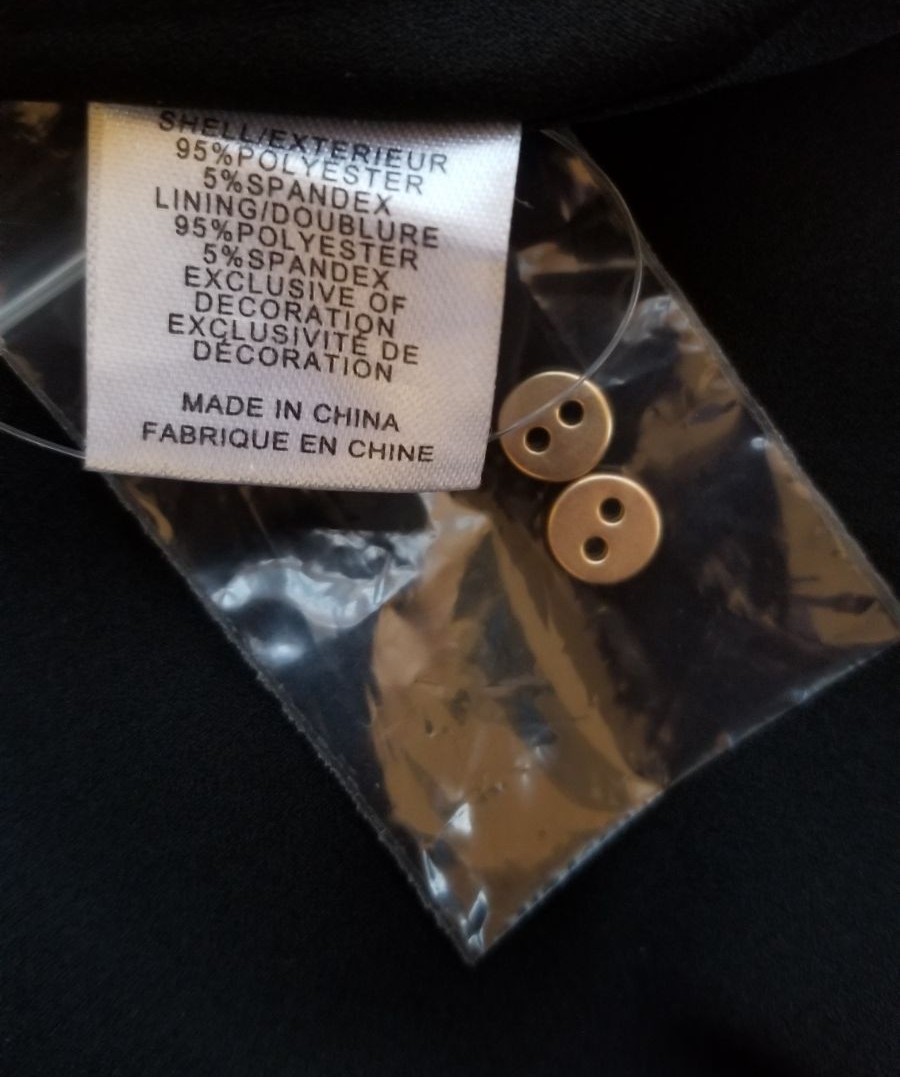 SHELL/EXTERIEUR
95%POLYESTER
5%SPANDEX
LINING/DOUBLURE
95%POLYESTER
5%SPANDEX
EXCLUSIVE OF
DECORATION
EXCLUSIVITÉ DE
DÉCORATION
MADE IN CHINA
FABRIQUE EN CHINE